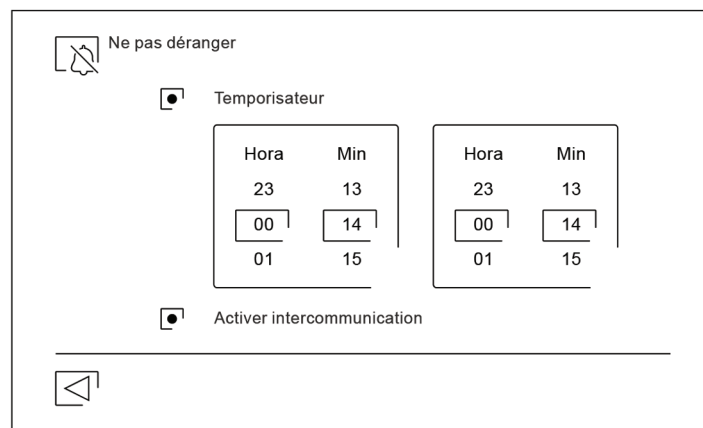 Ne pas déranger
Temporisateur
Hora Min Hora Min
23 13 23 13
00 14 00 14
01 15 01 15
Activer intercommunication